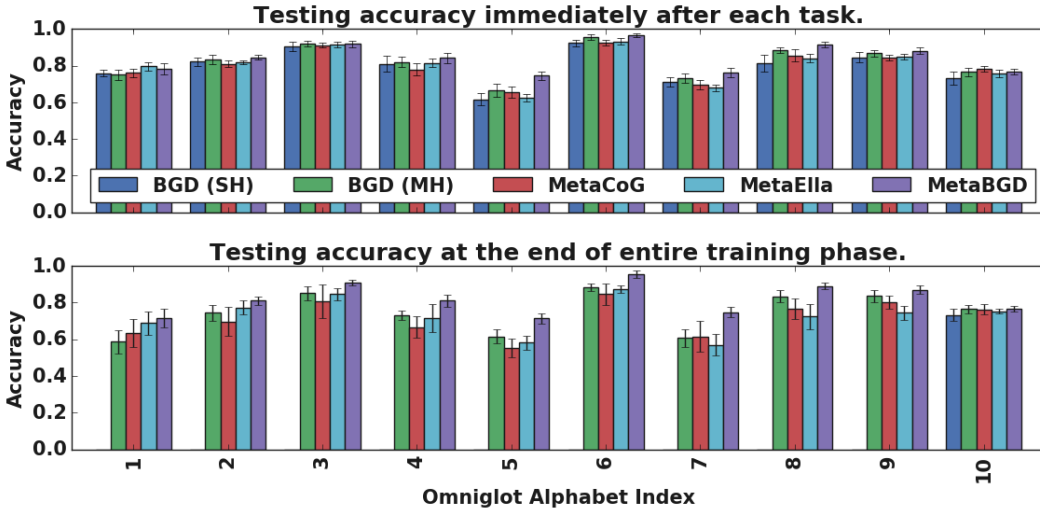 Testing accuracy immediately after each task.
1.0
0.8
0.6
0.4
0.2
0.0
Accuracy
BGD (SH) BGD (MH) MetaCoG MetaElla MetaBGD
Testing accuracy at the end of entire training phase.
1.0
0.8
0.6
0.4
0.2
0.0
Accuracy
1 2 3 4 5 6 7 8 9 10
Omniglot Alphabet Index